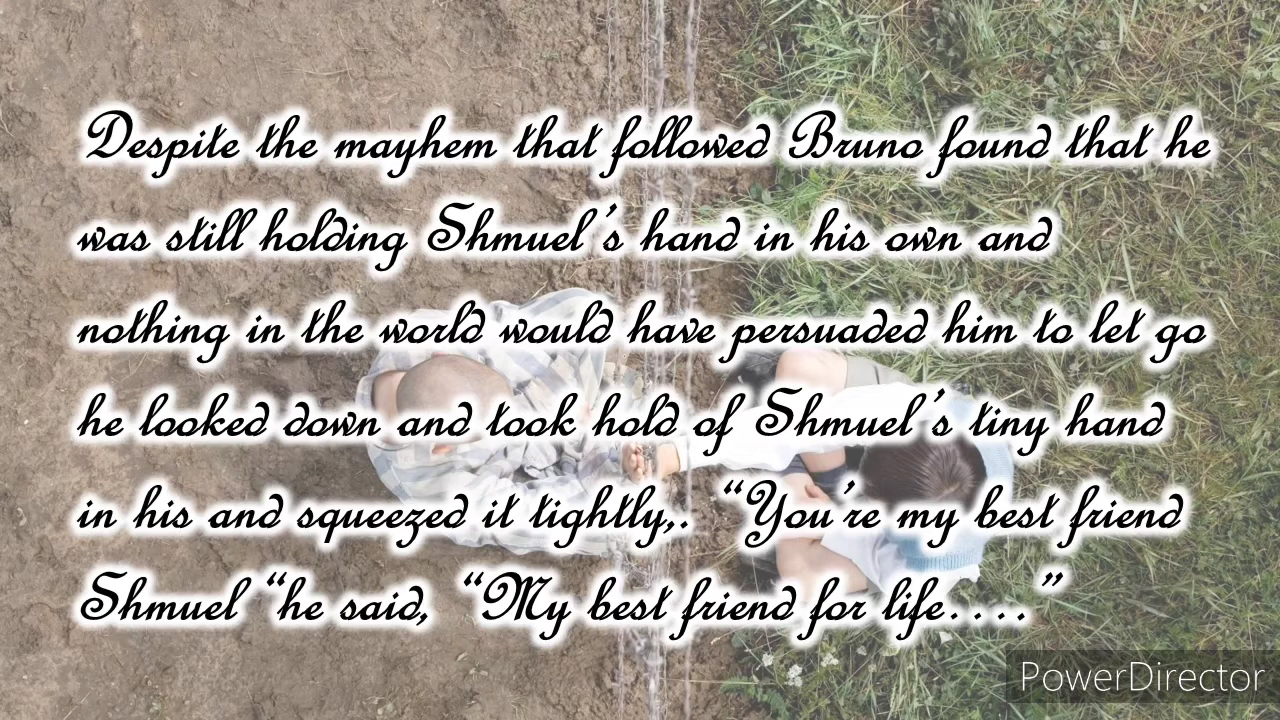 Despite the mayhem that followed Bruno found that he
was still holding Shmuel's hand in his own and
nothing in the world would have persuaded him to let go
he looked down and took hold of Shmuel's tiny hand
in his and squeezed it tightly,. “You're my best friend
Shmuel “he said, “My best friend for life....”
PowerDirector